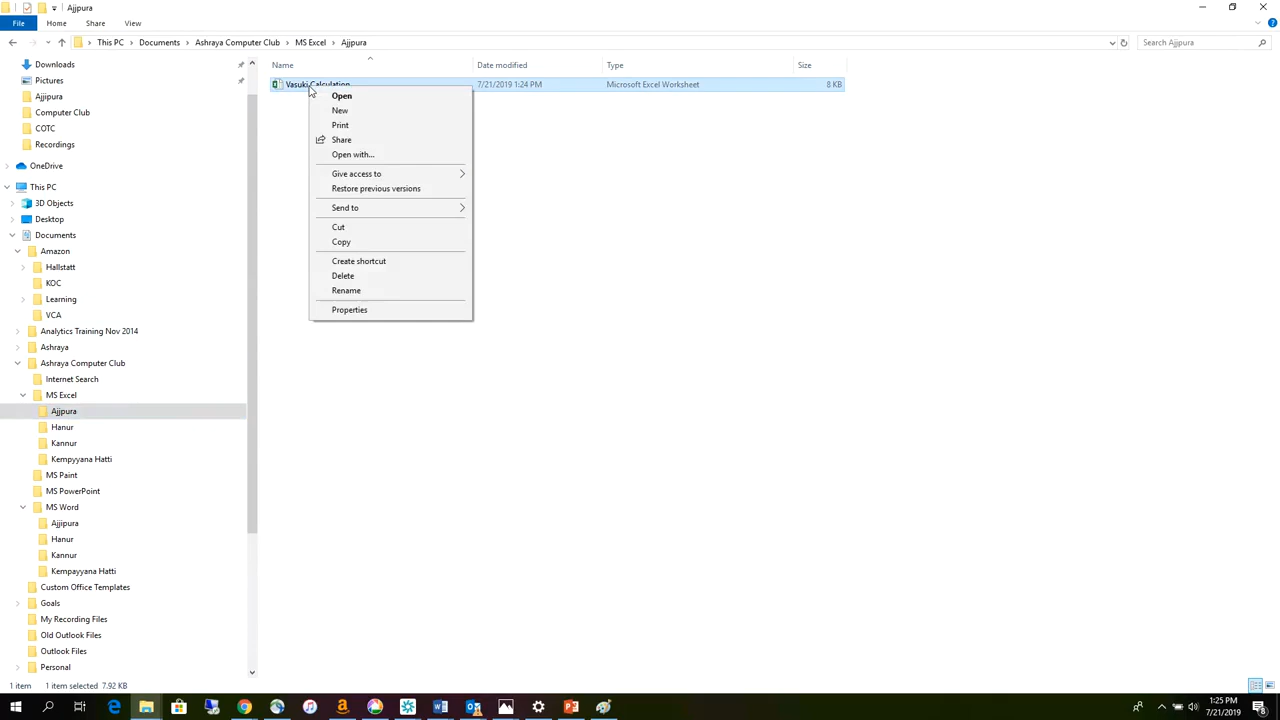 Ajjpura
File Home Share View
This PC Documents Ashraya Computer Club MS Excel Ajjpura Search Ajjpura
Name Date modified Type Size
Vasuki Calculation 7/21/2019 1:24 PM Microsoft Excel Worksheet 8 KB
Open
New
Print
Share
Open with...
Give access to
Restore previous versions
Send to
Cut
Copy
Create shortcut
Delete
Rename
Properties
Downloads
Pictures
Ajjipura
Computer Club
COTC
Recordings
OneDrive
This PC
3D Objects
Desktop
Documents
Amazon
Hallstatt
KOC
Learning
VCA
Analytics Training Nov 2014
Ashraya
Ashraya Computer Club
Internet Search
MS Excel
Ajjpura
Hanur
Kannur
Kempyyana Hatti
MS Paint
MS PowerPoint
MS Word
Ajjipura
Hanur
Kannur
Kempayyana Hatti
Custom Office Templates
Goals
My Recording Files
Old Outlook Files
Outlook Files
Personal
1 item 1 item selected 7.92 KB
1:25 PM
7/21/2019